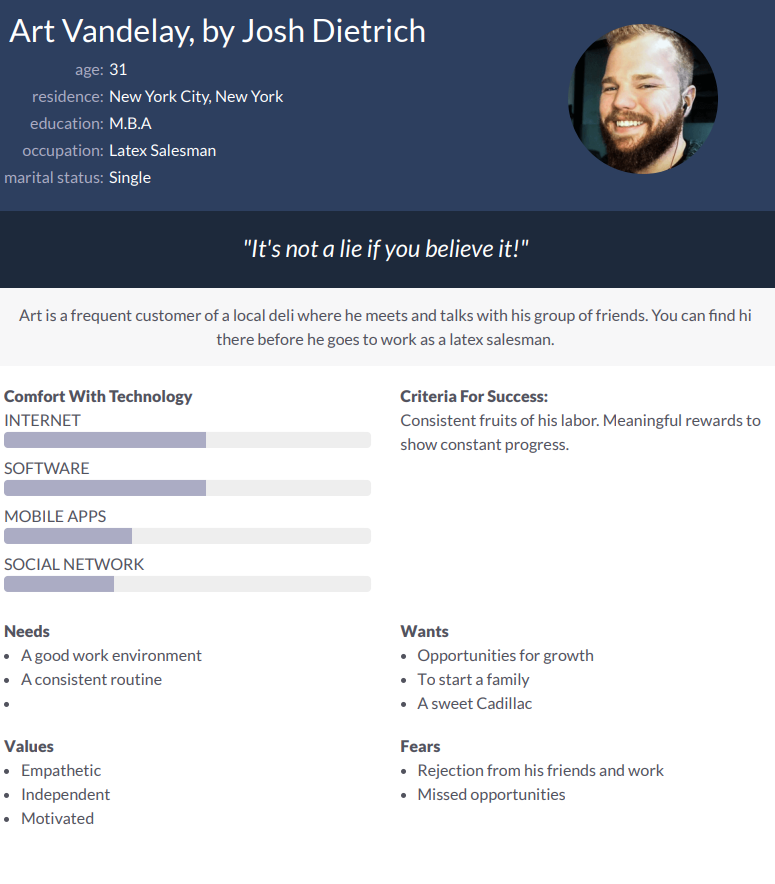 Art Vandelay, by Josh Dietrich
age: 31
residence: New York City, New York
education: M.B.A
occupation: Latex Salesman
marital status: Single
"It's not a lie if you believe it!"
Art is a frequent customer of a local deli where he meets and talks with his group of friends. You can find hi
there before he goes to work as a latex salesman.
Comfort With Technology
INTERNET
SOFTWARE
MOBILE APPS
SOCIAL NETWORK
Criteria For Success:
Consistent fruits of his labor. Meaningful rewards to
show constant progress.
Needs
• A good work environment
• A consistent routine
•
Wants
• Opportunities for growth
• To start a family
• A sweet Cadillac
Values
• Empathetic
• Independent
• Motivated
Fears
• Rejection from his friends and work
• Missed opportunities